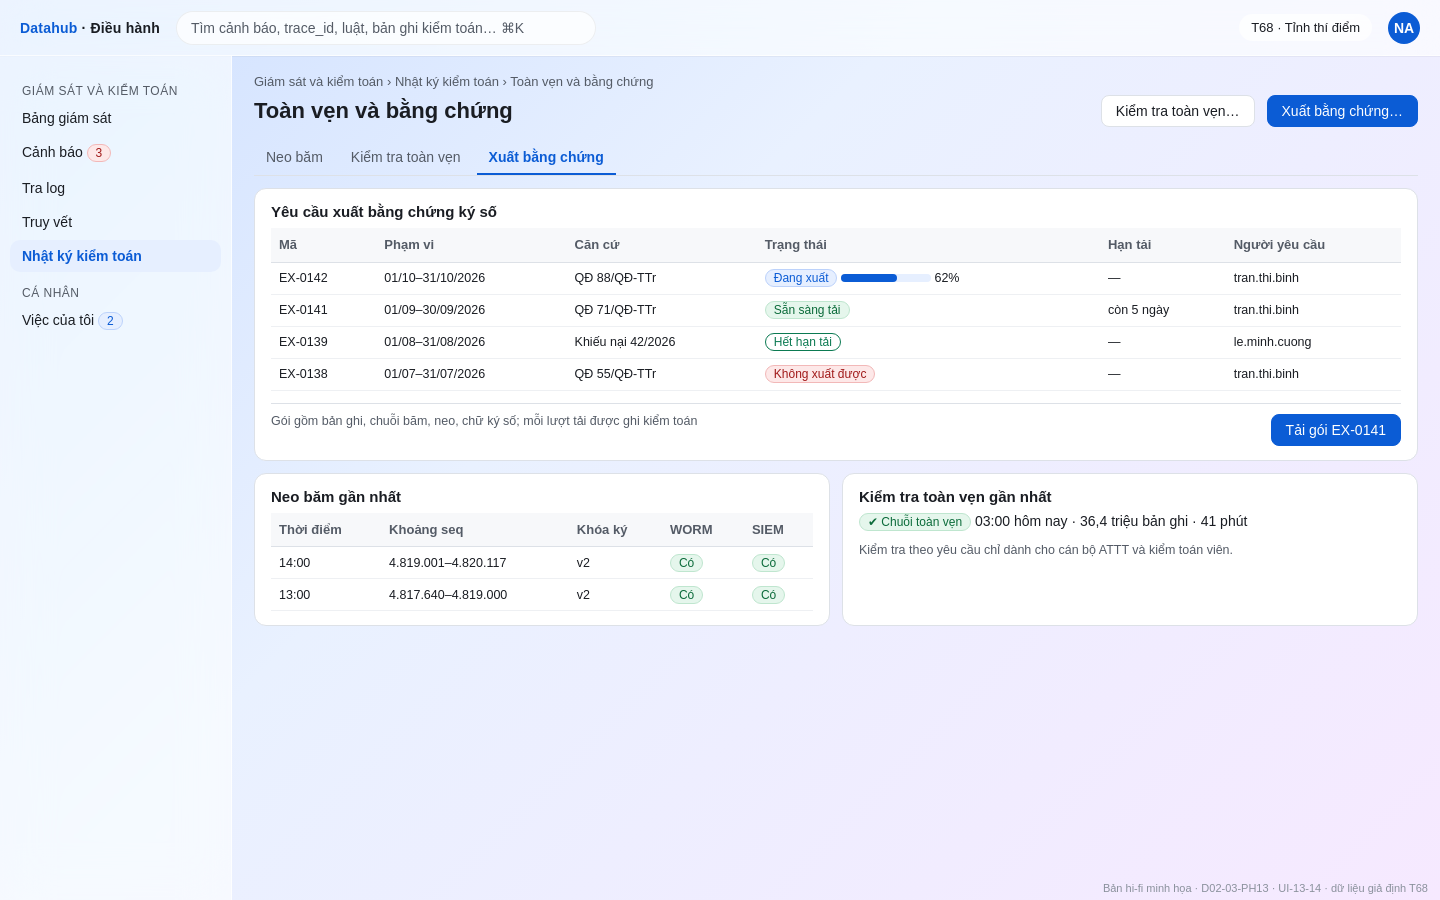 Datahub · Điều hành
Tìm cảnh báo, trace_id, luật, bản ghi kiểm toán… ⌘K
T68 · Tỉnh thí điểm
NA
GIÁM SÁT VÀ KIỂM TOÁN
Bảng giám sát
Cảnh báo 3
Tra log
Truy vết
Nhật ký kiểm toán
CÁ NHÂN
Việc của tôi 2
Giám sát và kiểm toán › Nhật ký kiểm toán › Toàn vẹn và bằng chứng
Toàn vẹn và bằng chứng
Kiểm tra toàn vẹn…
Xuất bằng chứng…
Neo băm
Kiểm tra toàn vẹn
Xuất bằng chứng
Yêu cầu xuất bằng chứng ký số
Mã Phạm vi Căn cứ Trạng thái Hạn tải Người yêu cầu
EX-0142 01/10–31/10/2026 QĐ 88/QĐ-TTr Đang xuất 62% — tran.thi.binh
EX-0141 01/09–30/09/2026 QĐ 71/QĐ-TTr Sẵn sàng tải còn 5 ngày tran.thi.binh
EX-0139 01/08–31/08/2026 Khiếu nại 42/2026 Hết hạn tải — le.minh.cuong
EX-0138 01/07–31/07/2026 QĐ 55/QĐ-TTr Không xuất được — tran.thi.binh
Gói gồm bản ghi, chuỗi băm, neo, chữ ký số; mỗi lượt tải được ghi kiểm toán
Tải gói EX-0141
Neo băm gần nhất
Thời điểm Khoảng seq Khóa ký WORM SIEM
14:00 4.819.001–4.820.117 v2 Có Có
13:00 4.817.640–4.819.000 v2 Có Có
Kiểm tra toàn vẹn gần nhất
✔ Chuỗi toàn vẹn 03:00 hôm nay · 36,4 triệu bản ghi · 41 phút
Kiểm tra theo yêu cầu chỉ dành cho cán bộ ATTT và kiểm toán viên.
Bản hi-fi minh họa · D02-03-PH13 · UI-13-14 · dữ liệu giả định T68